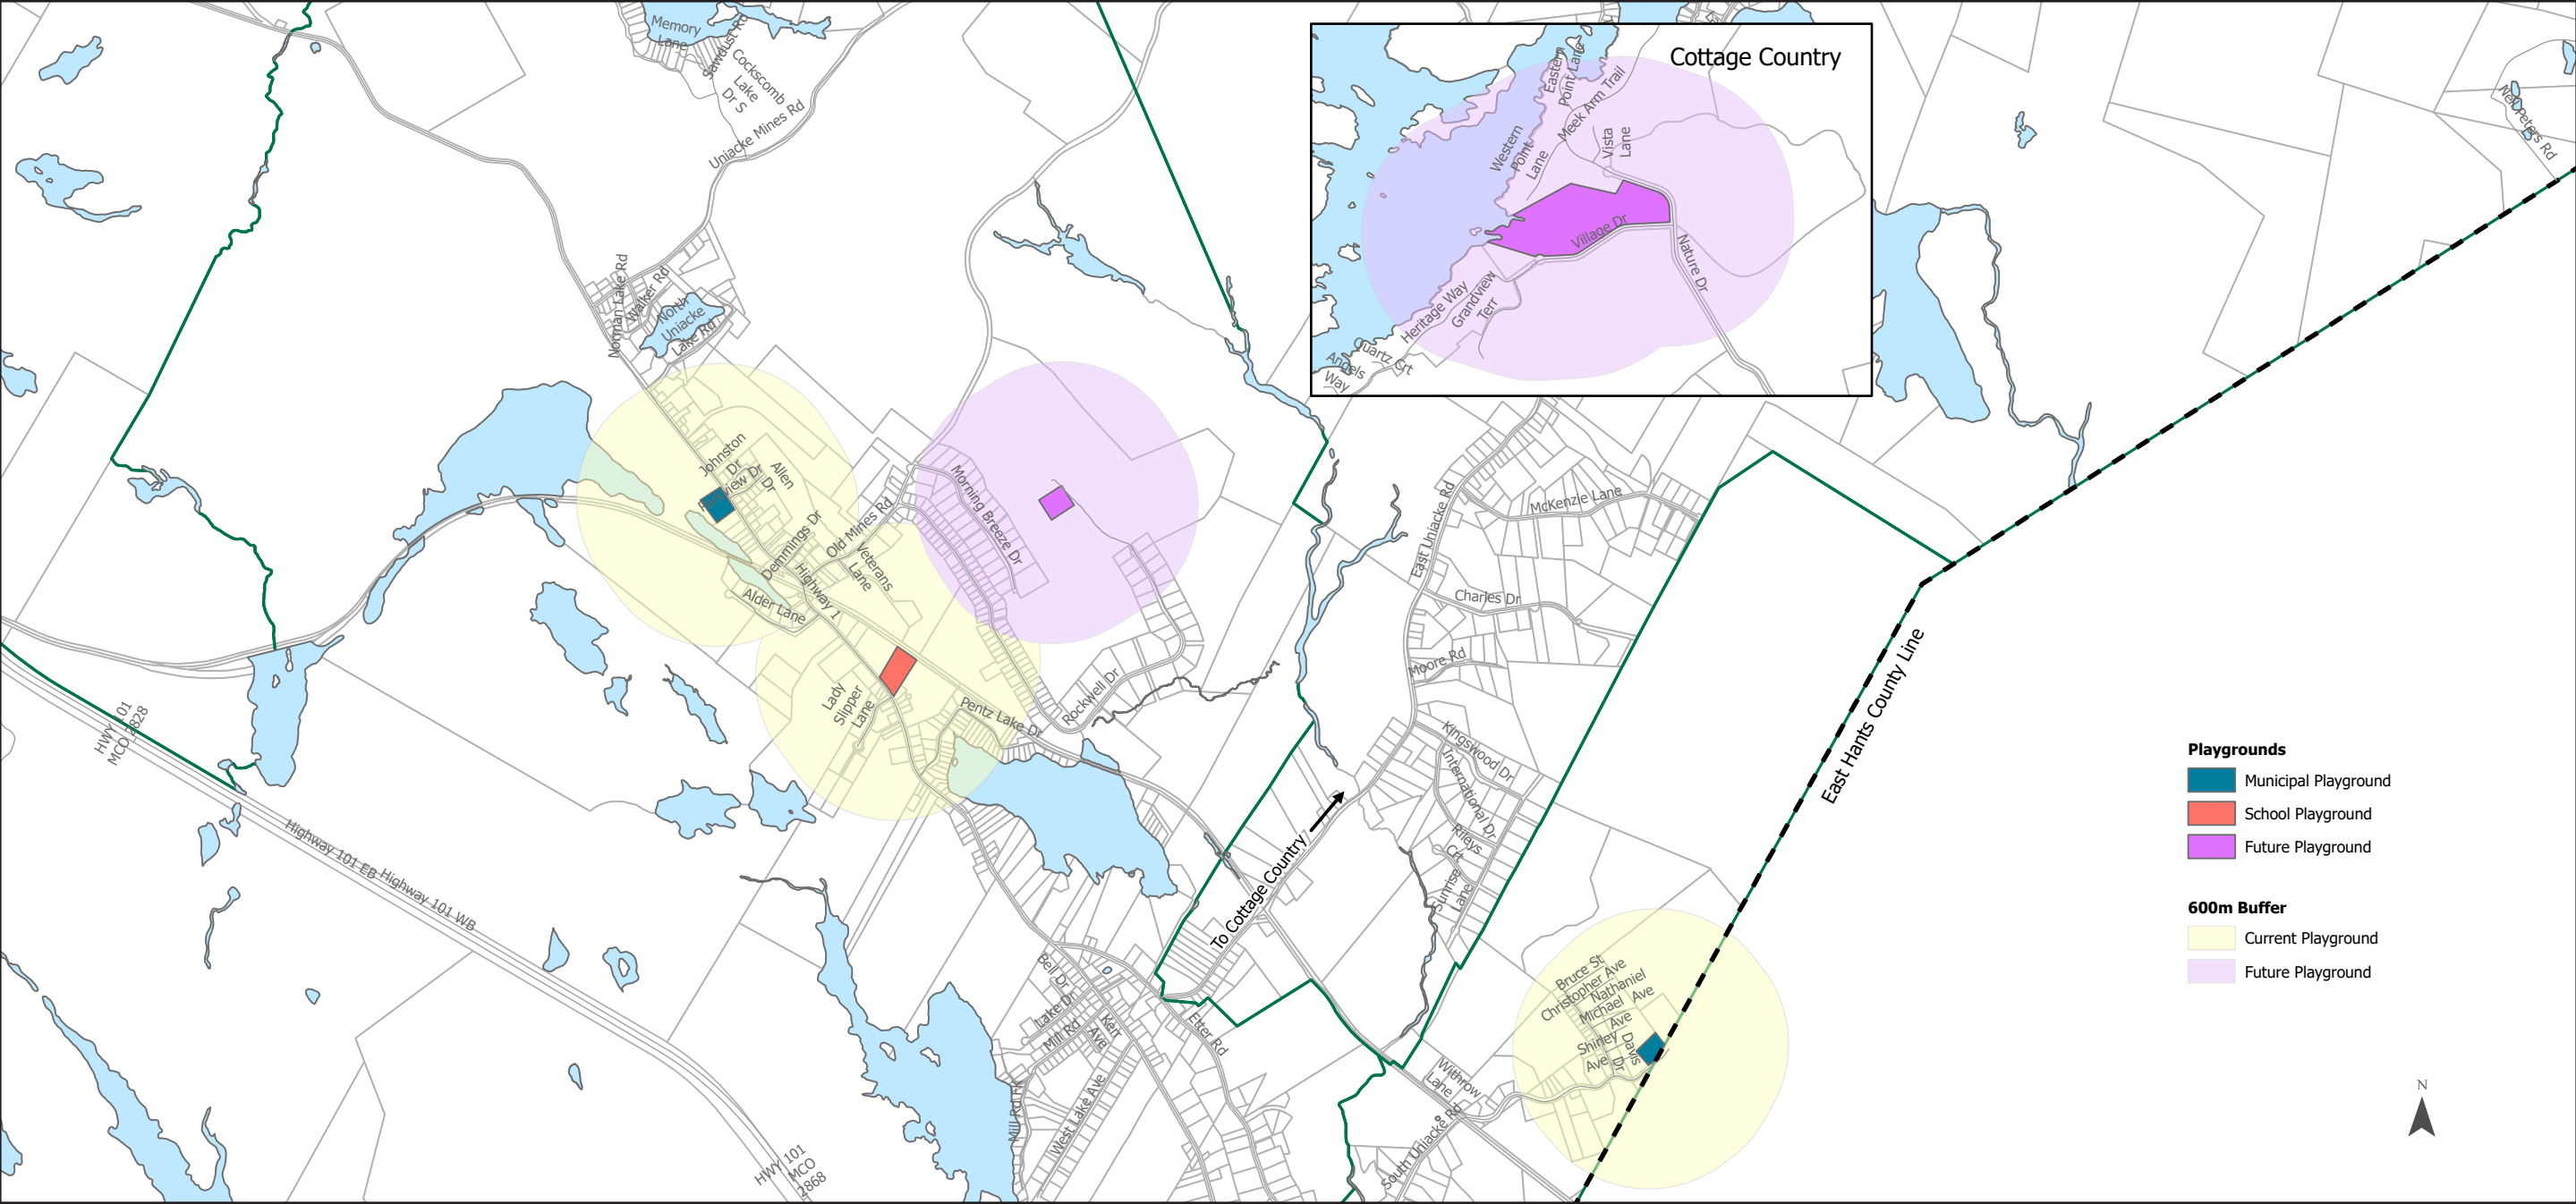 Memory
Lane
Sawdust Rd
Cockscomb
Lake
Dr S
Uniacke Mines Rd
Cottage Country
Eastern
Point Lane
Meek Arm Trail
Western
Point
Lane
Vista
Lane
Village Dr
Nature Dr
Heritage Way
Grandview
Terr
Quartz Crt
Angels
Way
Norman Lake Rd
Walker Rd
North
Uniacke
Lake Rd
Johnston
Dr
Allen
Dr
Morning Breeze Dr
Old Mines Rd
Demmings Dr
Veterans
Lane
Highway 1
Alder Lane
Lady
Slipper
Lane
Pentz Lake Dr
Rockwell Dr
East Uniacke Rd
McKenzie Lane
Charles Dr
Moore Rd
Kingswood Dr
International Dr
Rileys
Crt
Sunrise
Lane
To Cottage Country
East Hants County Line
HWY 101
MCO 2828
Highway 101 EB
Highway 101 WB
HWY 101
MCO
2868
Bell Dr
Lake Dr
Mill Rd
Kerr
Ave
Etter Rd
West Lake Ave
Bruce St
Christopher Ave
Nathaniel
Ave
Michael
Ave
Shirley
Ave
Davis
Dr
Withrow
Lane
South Uniacke Rd
Playgrounds
Municipal Playground
School Playground
Future Playground
600m Buffer
Current Playground
Future Playground
N